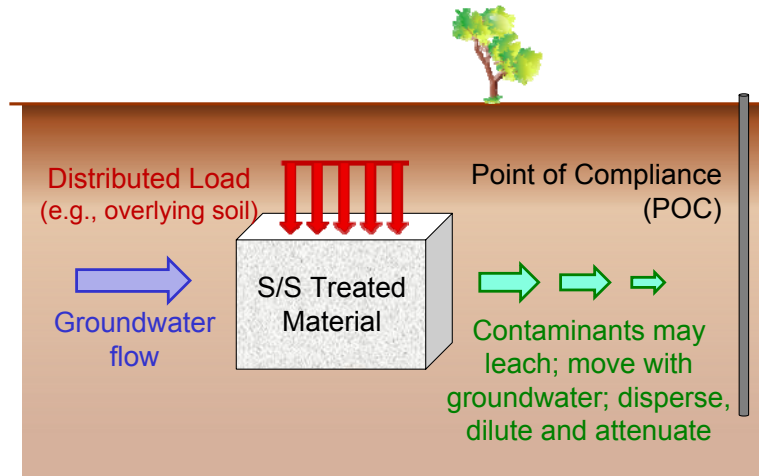 Distributed Load
(e.g., overlying soil)
Point of Compliance
(POC)
S/S Treated
Material
Groundwater
flow
Contaminants may
leach; move with
groundwater; disperse,
dilute and attenuate